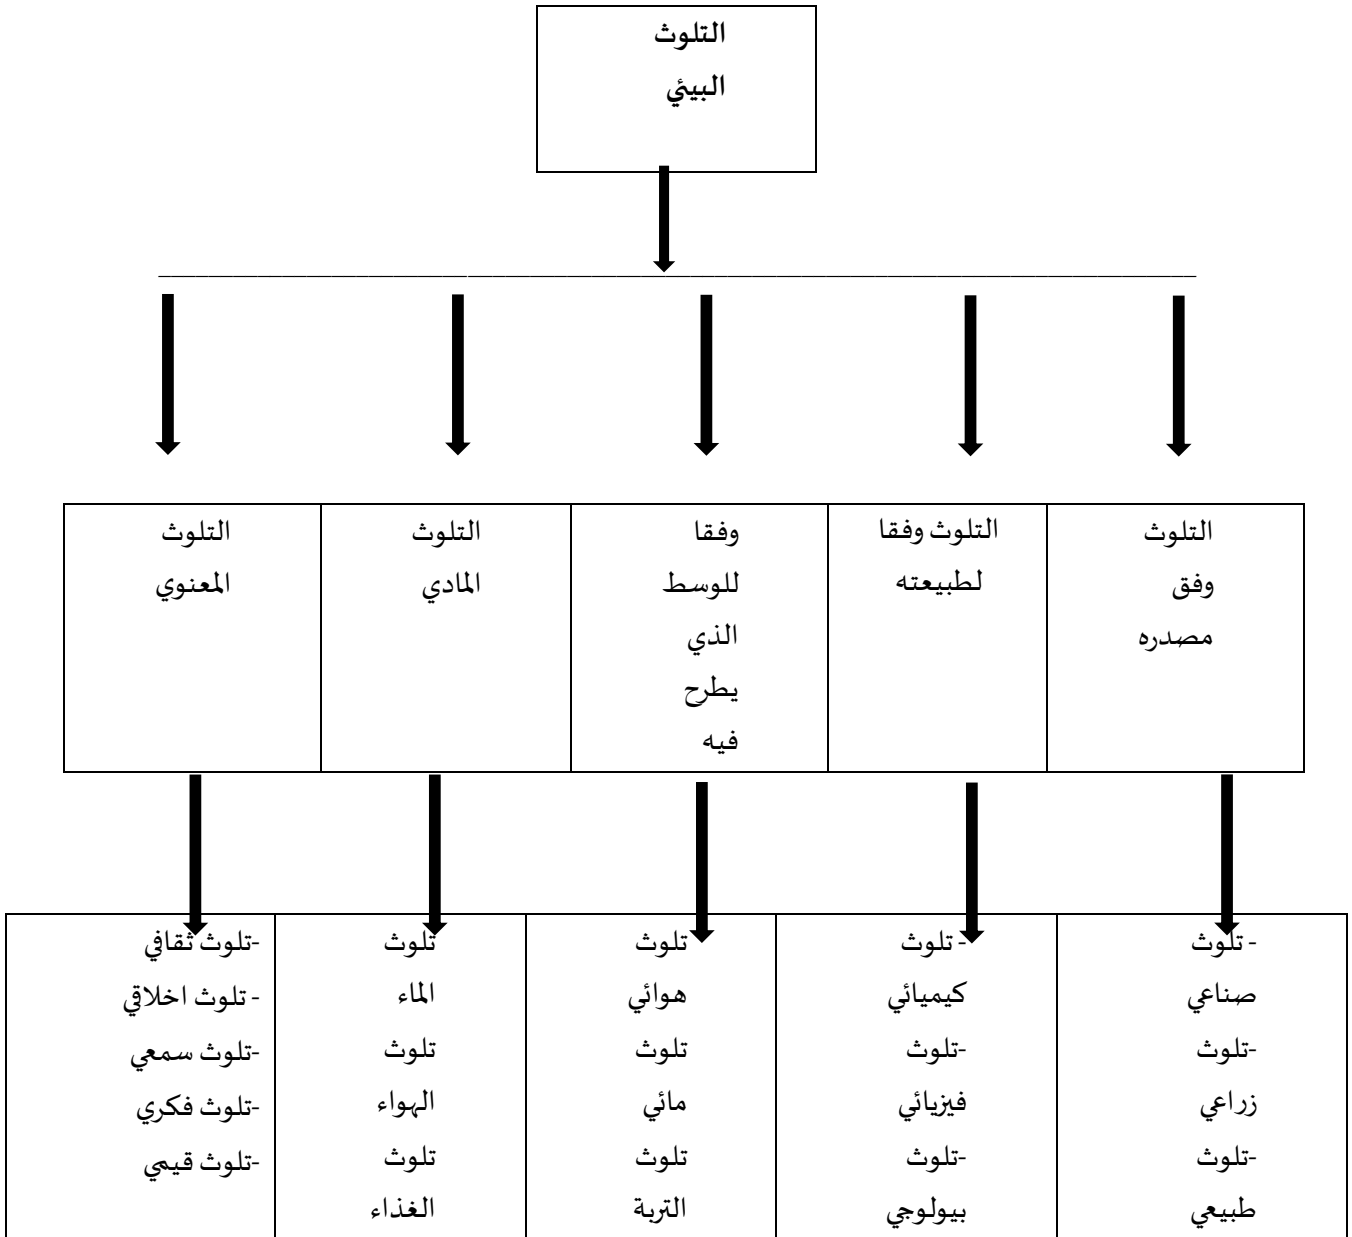 التلوث
البيئي
التلوث
وفق
مصدره
التلوث وفقا
لطبيعته
وفقا
للوسط
الذي
يطرح
فيه
التلوث
المادي
التلوث
المعنوي
- تلوث
صناعي
-تلوث
زراعي
-تلوث
طبيعي
- تلوث
كيميائي
-تلوث
فيزيائي
-تلوث
بيولوجي
تلوث
هوائي
تلوث
مائي
تلوث
التربة
تلوث
الماء
تلوث
الهواء
تلوث
الغذاء
-تلوث ثقافي
- تلوث اخلاقي
-تلوث سمعي
-تلوث فكري
-تلوث قيمي